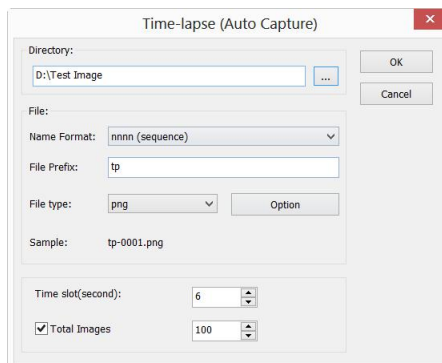 Time-lapse (Auto Capture)
Directory:
D:\Test Image
...
OK
Cancel
File:
Name Format: nnnn (sequence)
File Prefix: tp
File type: png Option
Sample: tp-0001.png
Time slot(second): 6
Total Images 100